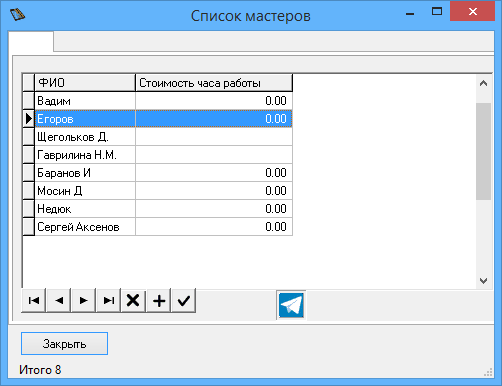 Список мастеров
ФИО Стоимость часа работы
Вадим 0.00
Егоров 0.00
Щегольков Д.
Гаврилина Н.М.
Баранов И 0.00
Мосин Д 0.00
Недюк 0.00
Сергей Аксенов 0.00
Закрыть
Итого 8